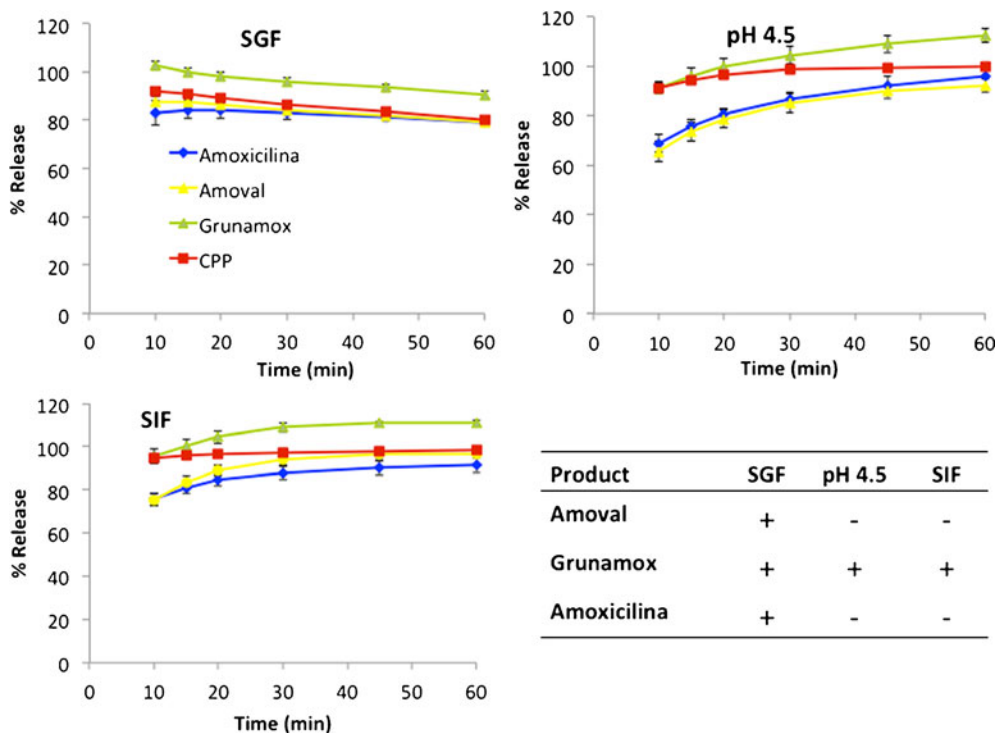 SGF
% Release
120
100
80
60
40
20
0
Amoxicilina
Amoval
Grunamox
CPP
0 10 20 30 40 50 60
Time (min)
pH 4.5
% Release
120
100
80
60
40
20
0
0 10 20 30 40 50 60
Time (min)
SIF
% Release
120
100
80
60
40
20
0
0 10 20 30 40 50 60
Time (min)
Product SGF pH 4.5 SIF
Amoval + - -
Grunamox + + +
Amoxicilina + - -